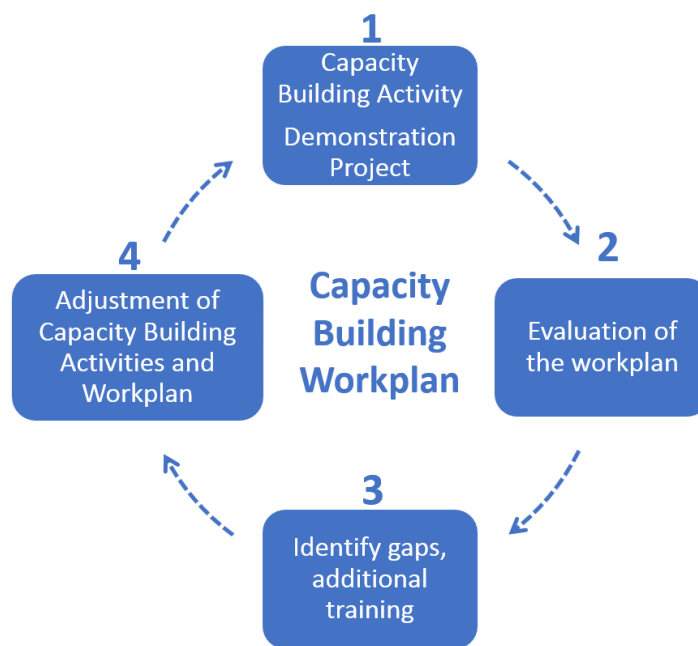 1
Capacity
Building Activity
Demonstration
Project
2
Evaluation of
the workplan
3
Identify gaps,
additional
training
4
Adjustment of
Capacity Building
Activities and
Workplan
Capacity
Building
Workplan